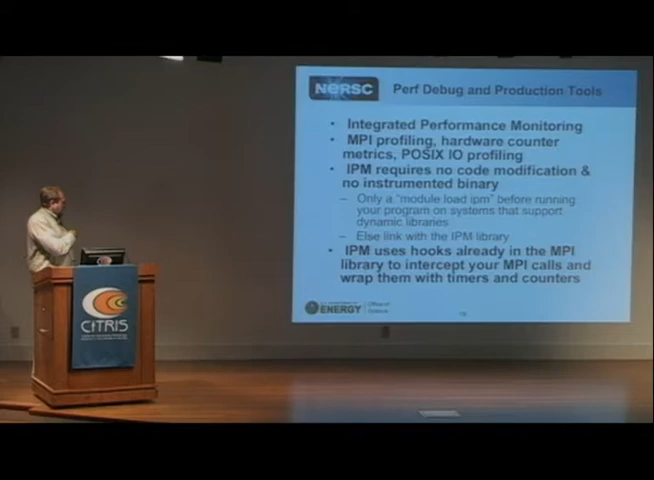 NERSC
Perf Debug and Production Tools
• Integrated Performance Monitoring
• MPI profiling, hardware counter
metrics, POSIX IO profiling
• IPM requires no code modification &
no instrumented binary
– Only a "module load ipm" before running
your program on systems that support
dynamic libraries
– Else link with the IPM library
• IPM uses hooks already in the MPI
library to intercept your MPI calls and
wrap them with timers and counters
ENERGY
Office of
Science
CITRIS